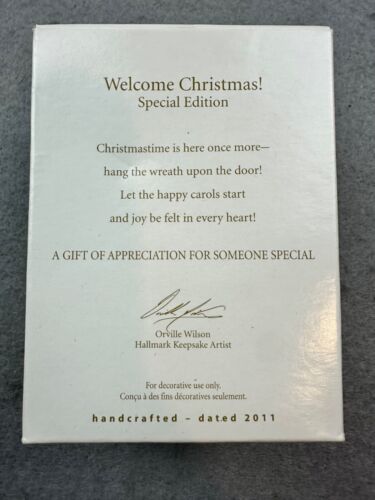 Welcome Christmas!
Special Edition
Christmastime is here once more—
hang the wreath upon the door!
Let the happy carols start
and joy be felt in every heart!
A GIFT OF APPRECIATION FOR SOMEONE SPECIAL
Orville Wilson
Hallmark Keepsake Artist
For decorative use only.
Conçu à des fins décoratives seulement.
handcrafted – dated 2011